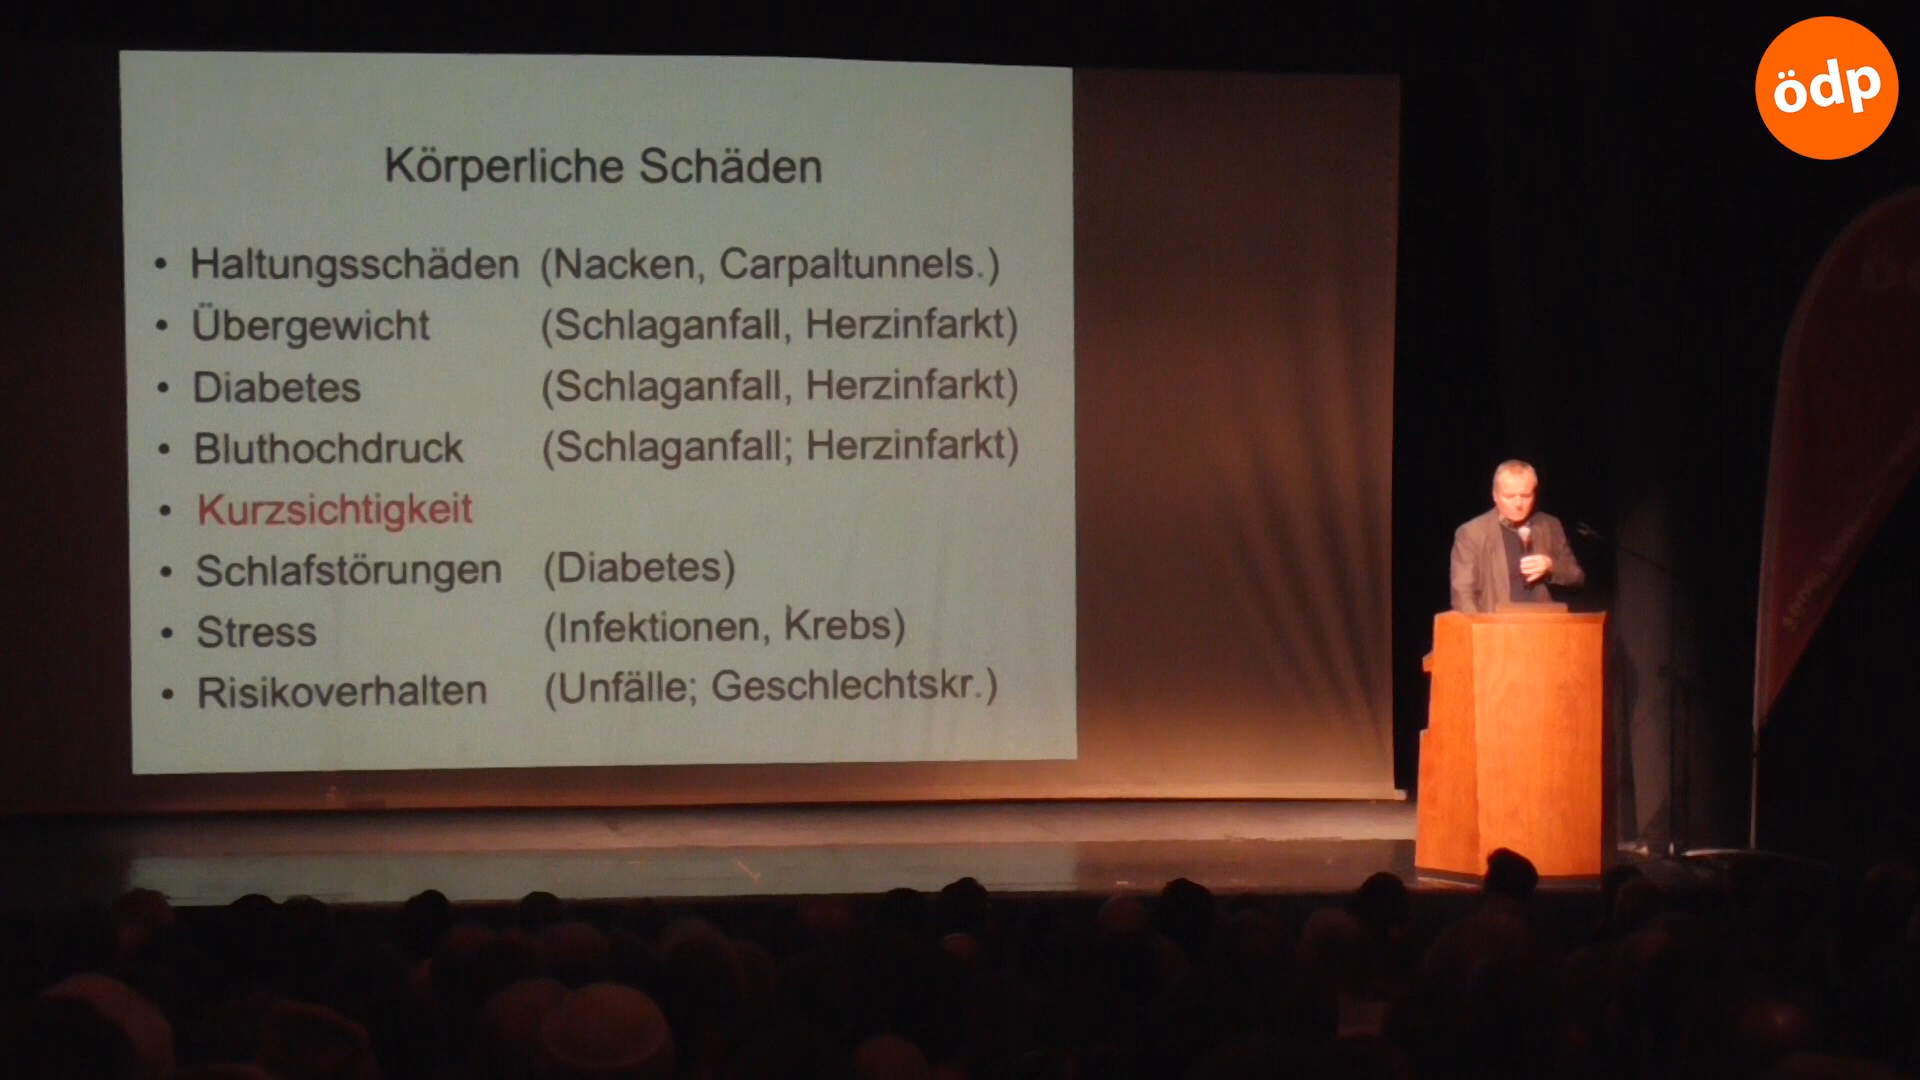 ödp
Körperliche Schäden
• Haltungsschäden (Nacken, Carpaltunnels.)
• Übergewicht (Schlaganfall, Herzinfarkt)
• Diabetes (Schlaganfall, Herzinfarkt)
• Bluthochdruck (Schlaganfall; Herzinfarkt)
• Kurzsichtigkeit
• Schlafstörungen (Diabetes)
• Stress (Infektionen, Krebs)
• Risikoverhalten (Unfälle; Geschlechtskr.)